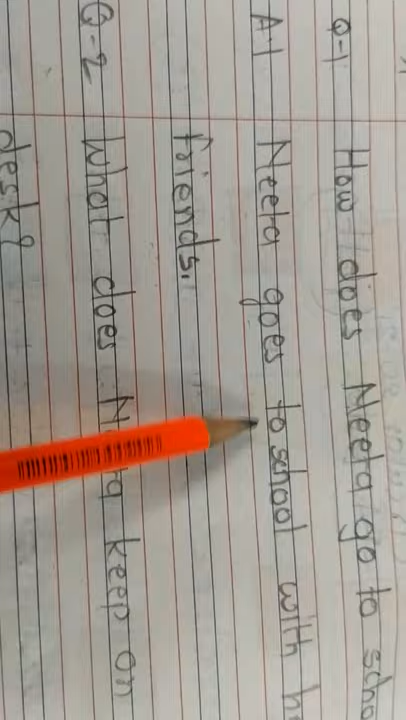 Q-1 How does Neeta go to
A.1 Neeta goes to school with
friends.
Q-2 What does keep on
desk?